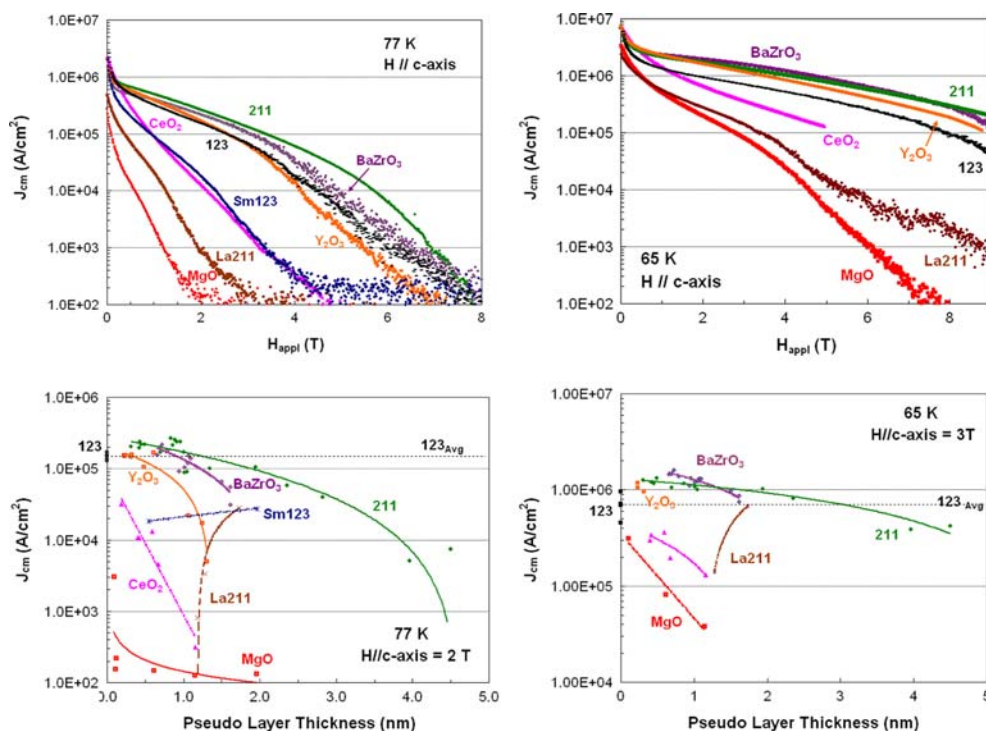 1.0E+07
1.0E+06
1.0E+05
1.0E+04
1.0E+03
1.0E+02
Jcm (A/cm²)
77 K
H // c-axis
211
CeO₂
123
BaZrO₃
Sm123
Y₂O₃
La211
MgO
0
2
4
6
8
Happl (T)
1.0E+07
1.0E+06
1.0E+05
1.0E+04
1.0E+03
1.0E+02
Jcm (A/cm²)
BaZrO₃
211
CeO₂
Y₂O₃
123
La211
MgO
65 K
H // c-axis
0
2
4
6
8
Happl (T)
1.0E+06
1.0E+05
1.0E+04
1.0E+03
1.0E+02
Jcm (A/cm²)
123
123Avg
Y₂O₃
BaZrO₃
211
Sm123
CeO₂
La211
77 K
H//c-axis = 2 T
MgO
0.0
1.0
2.0
3.0
4.0
5.0
Pseudo Layer Thickness (nm)
1.00E+07
1.00E+06
1.00E+05
1.00E+04
Jcm (A/cm²)
65 K
H//c-axis = 3T
BaZrO₃
Y₂O₃
123
123 Avg
211
La211
CeO₂
MgO
0
1
2
3
4
5
Pseudo Layer Thickness (nm)